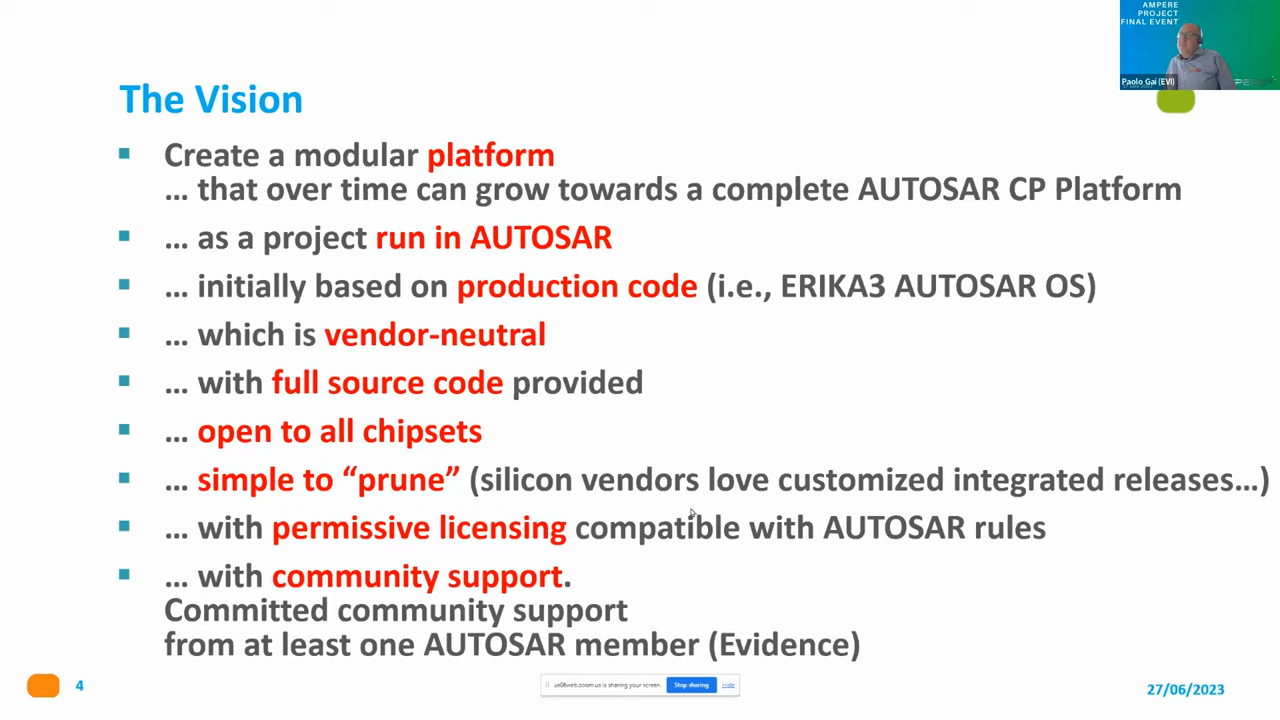 AMPERE
PROJECT
FINAL EVENT
Paolo Gai (EVI)
The Vision
Create a modular platform
... that over time can grow towards a complete AUTOSAR CP Platform
... as a project run in AUTOSAR
... initially based on production code (i.e., ERIKA3 AUTOSAR OS)
... which is vendor-neutral
... with full source code provided
... open to all chipsets
... simple to “prune” (silicon vendors love customized integrated releases...)
... with permissive licensing compatible with AUTOSAR rules
... with community support.
Committed community support
from at least one AUTOSAR member (Evidence)
4
us06web.zoom.us is sharing your screen.
Stop sharing
Hide
27/06/2023